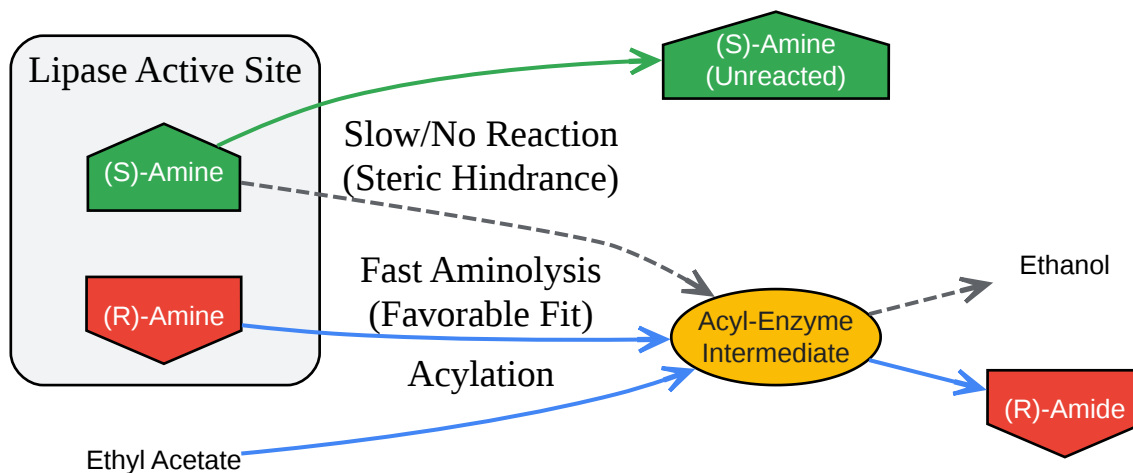 Lipase Active Site
(S)-Amine
(Unreacted)
(S)-Amine
Slow/No Reaction
(Steric Hindrance)
(R)-Amine
Fast Aminolysis
(Favorable Fit)
Ethanol
Acyl-Enzyme
Intermediate
Acylation
(R)-Amide
Ethyl Acetate